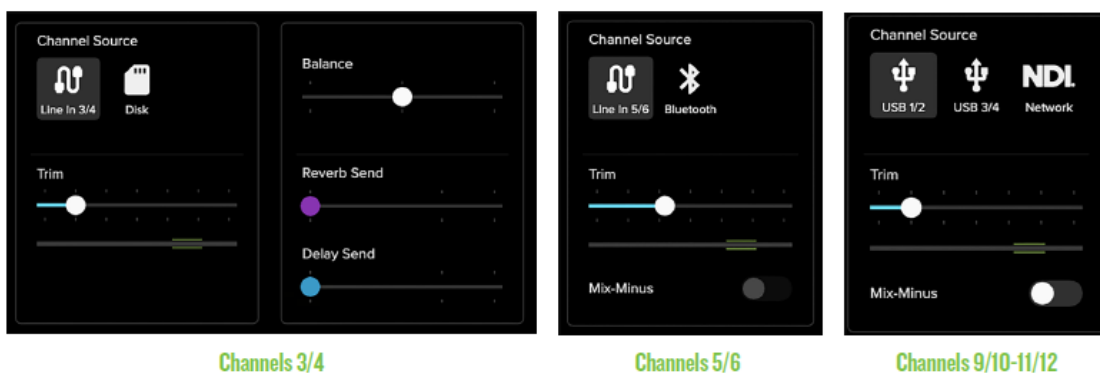 Channel Source
Line In 3/4 Disk
Trim
Balance
Reverb Send
Delay Send
Channels 3/4
Channel Source
Line In 5/6 Bluetooth
Trim
Mix-Minus
Channels 5/6
Channel Source
NDI.
USB 1/2 USB 3/4 Network
Trim
Mix-Minus
Channels 9/10-11/12